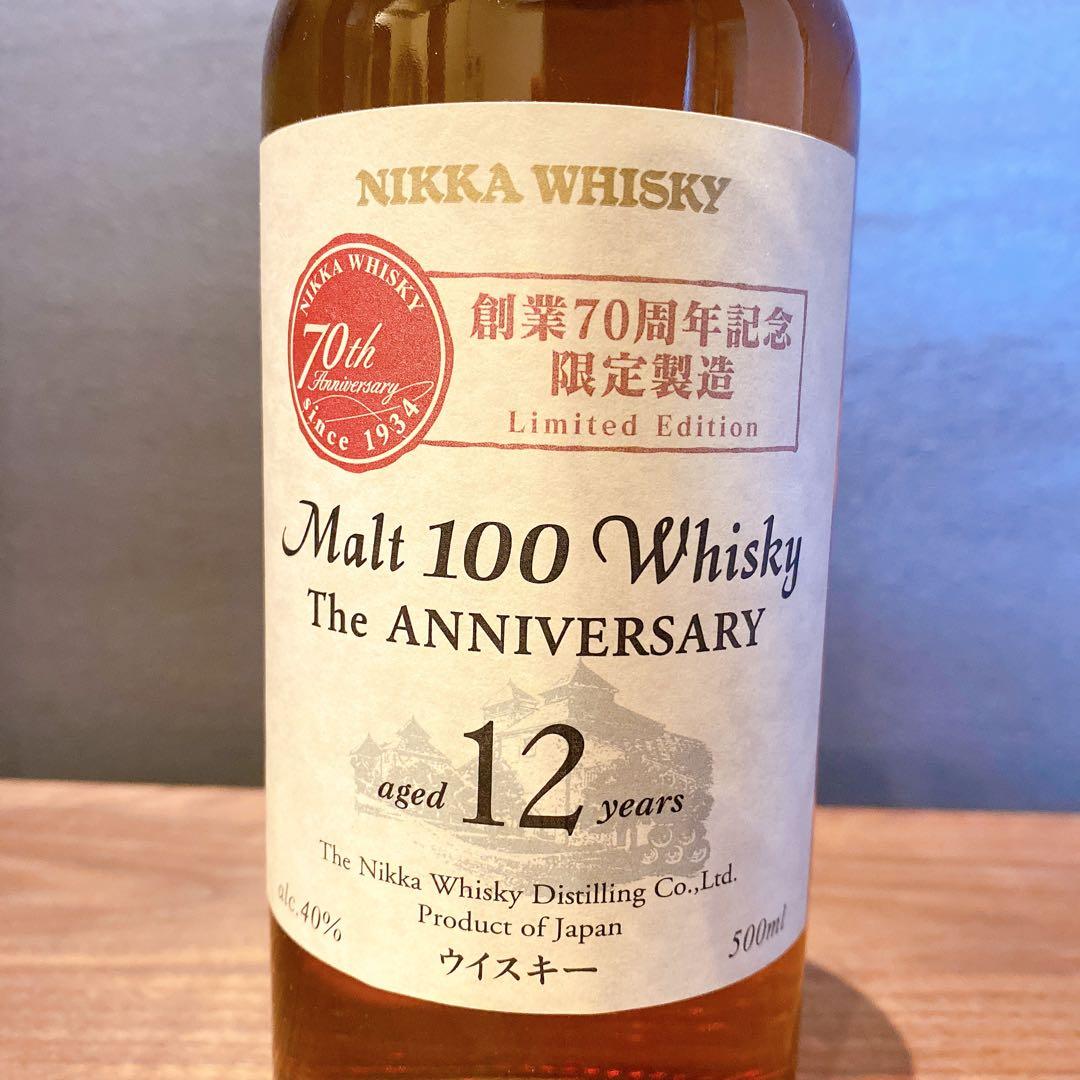 NIKKA WHISKY
NIKKA WHISKY
70th
Anniversary
since 1934
創業70周年記念
限定製造
Limited Edition
Malt 100 Whisky
The ANNIVERSARY
aged 12 years
The Nikka Whisky Distilling Co.,Ltd.
Product of Japan
alc.40%
500ml
ウイスキー